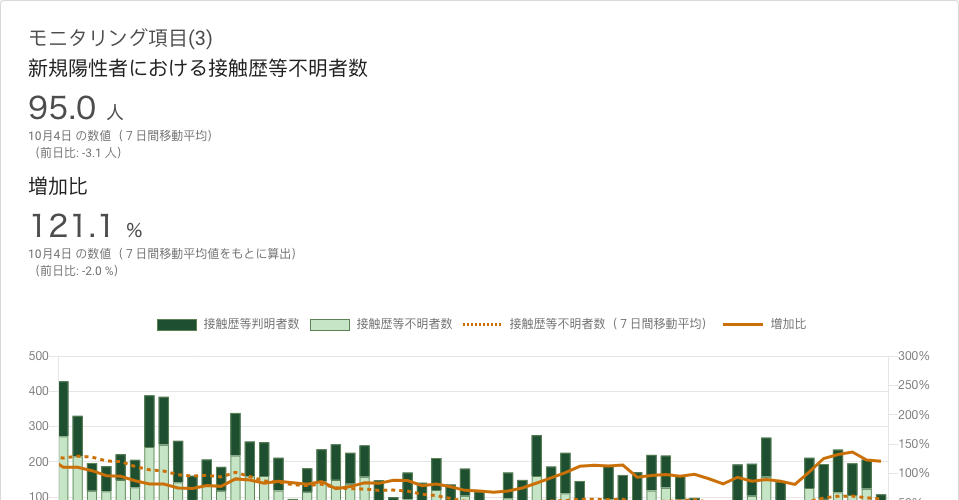 モニタリング項目(3)
新規陽性者における接触歴等不明者数
95.0 人
10月4日 の数値（７日間移動平均）
（前日比: -3.1 人）
増加比
121.1 %
10月4日 の数値（７日間移動平均値をもとに算出）
（前日比: -2.0 %）
接触歴等判明者数 接触歴等不明者数 接触歴等不明者数（７日間移動平均） 増加比
500 300%
250%
400
200%
300
150%
200
100%
100